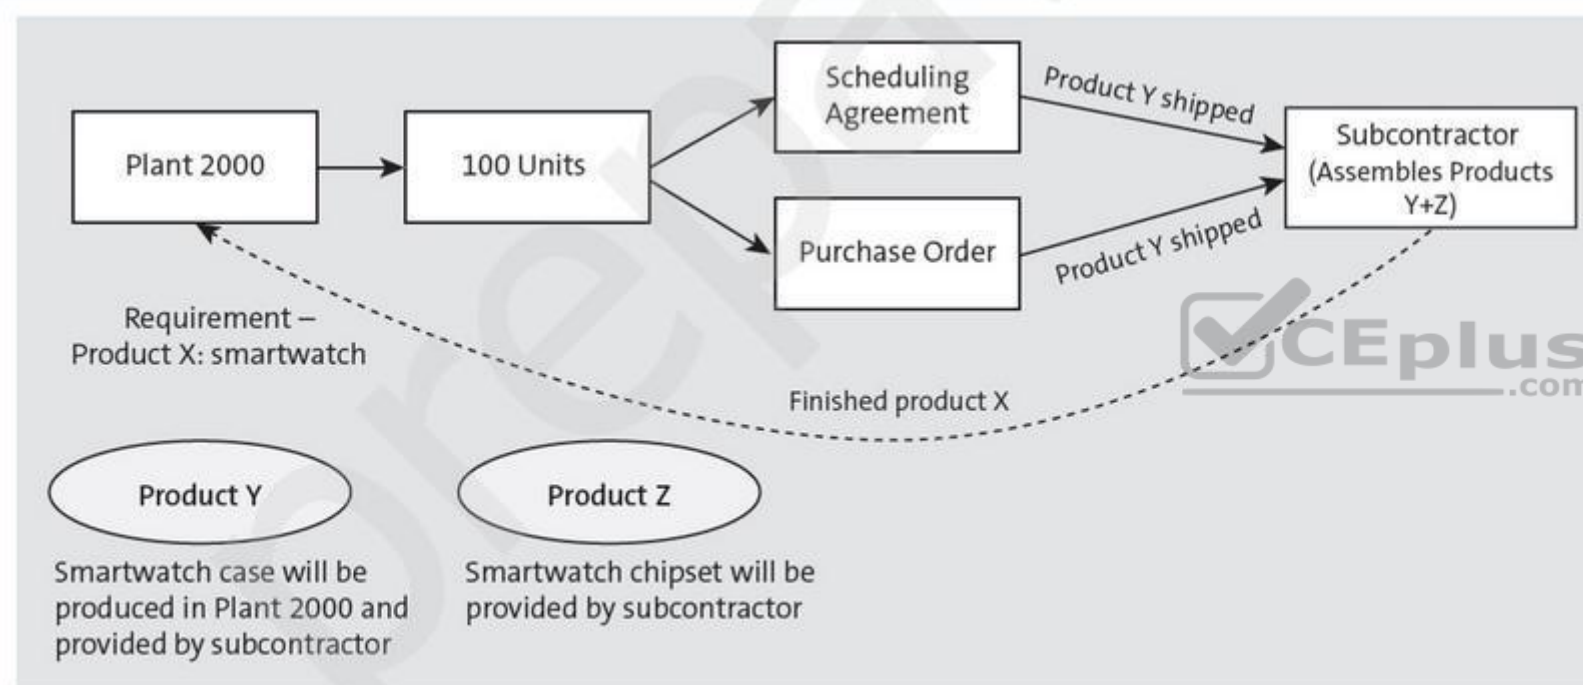 Plant 2000
100 Units
Scheduling
Agreement
Purchase Order
Product Y shipped
Product Y shipped
Subcontractor
(Assembles Products
Y+Z)
Requirement –
Product X: smartwatch
Finished product X
CEplus
.com
Product Y
Smartwatch case will be
produced in Plant 2000 and
provided by subcontractor
Product Z
Smartwatch chipset will be
provided by subcontractor